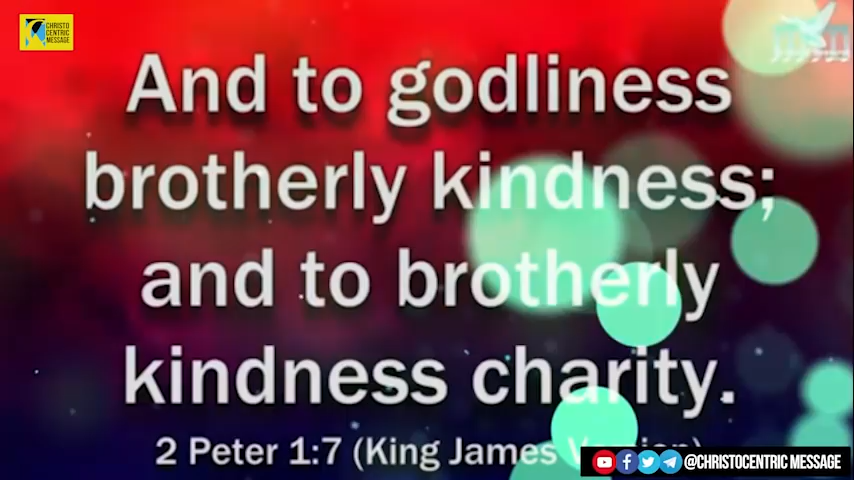 CHRISTO
CENTRIC
MESSAGE
And to godliness
brotherly kindness;
and to brotherly
kindness charity.
2 Peter 1:7 (King James Version)
@CHRISTOCENTRIC MESSAGE